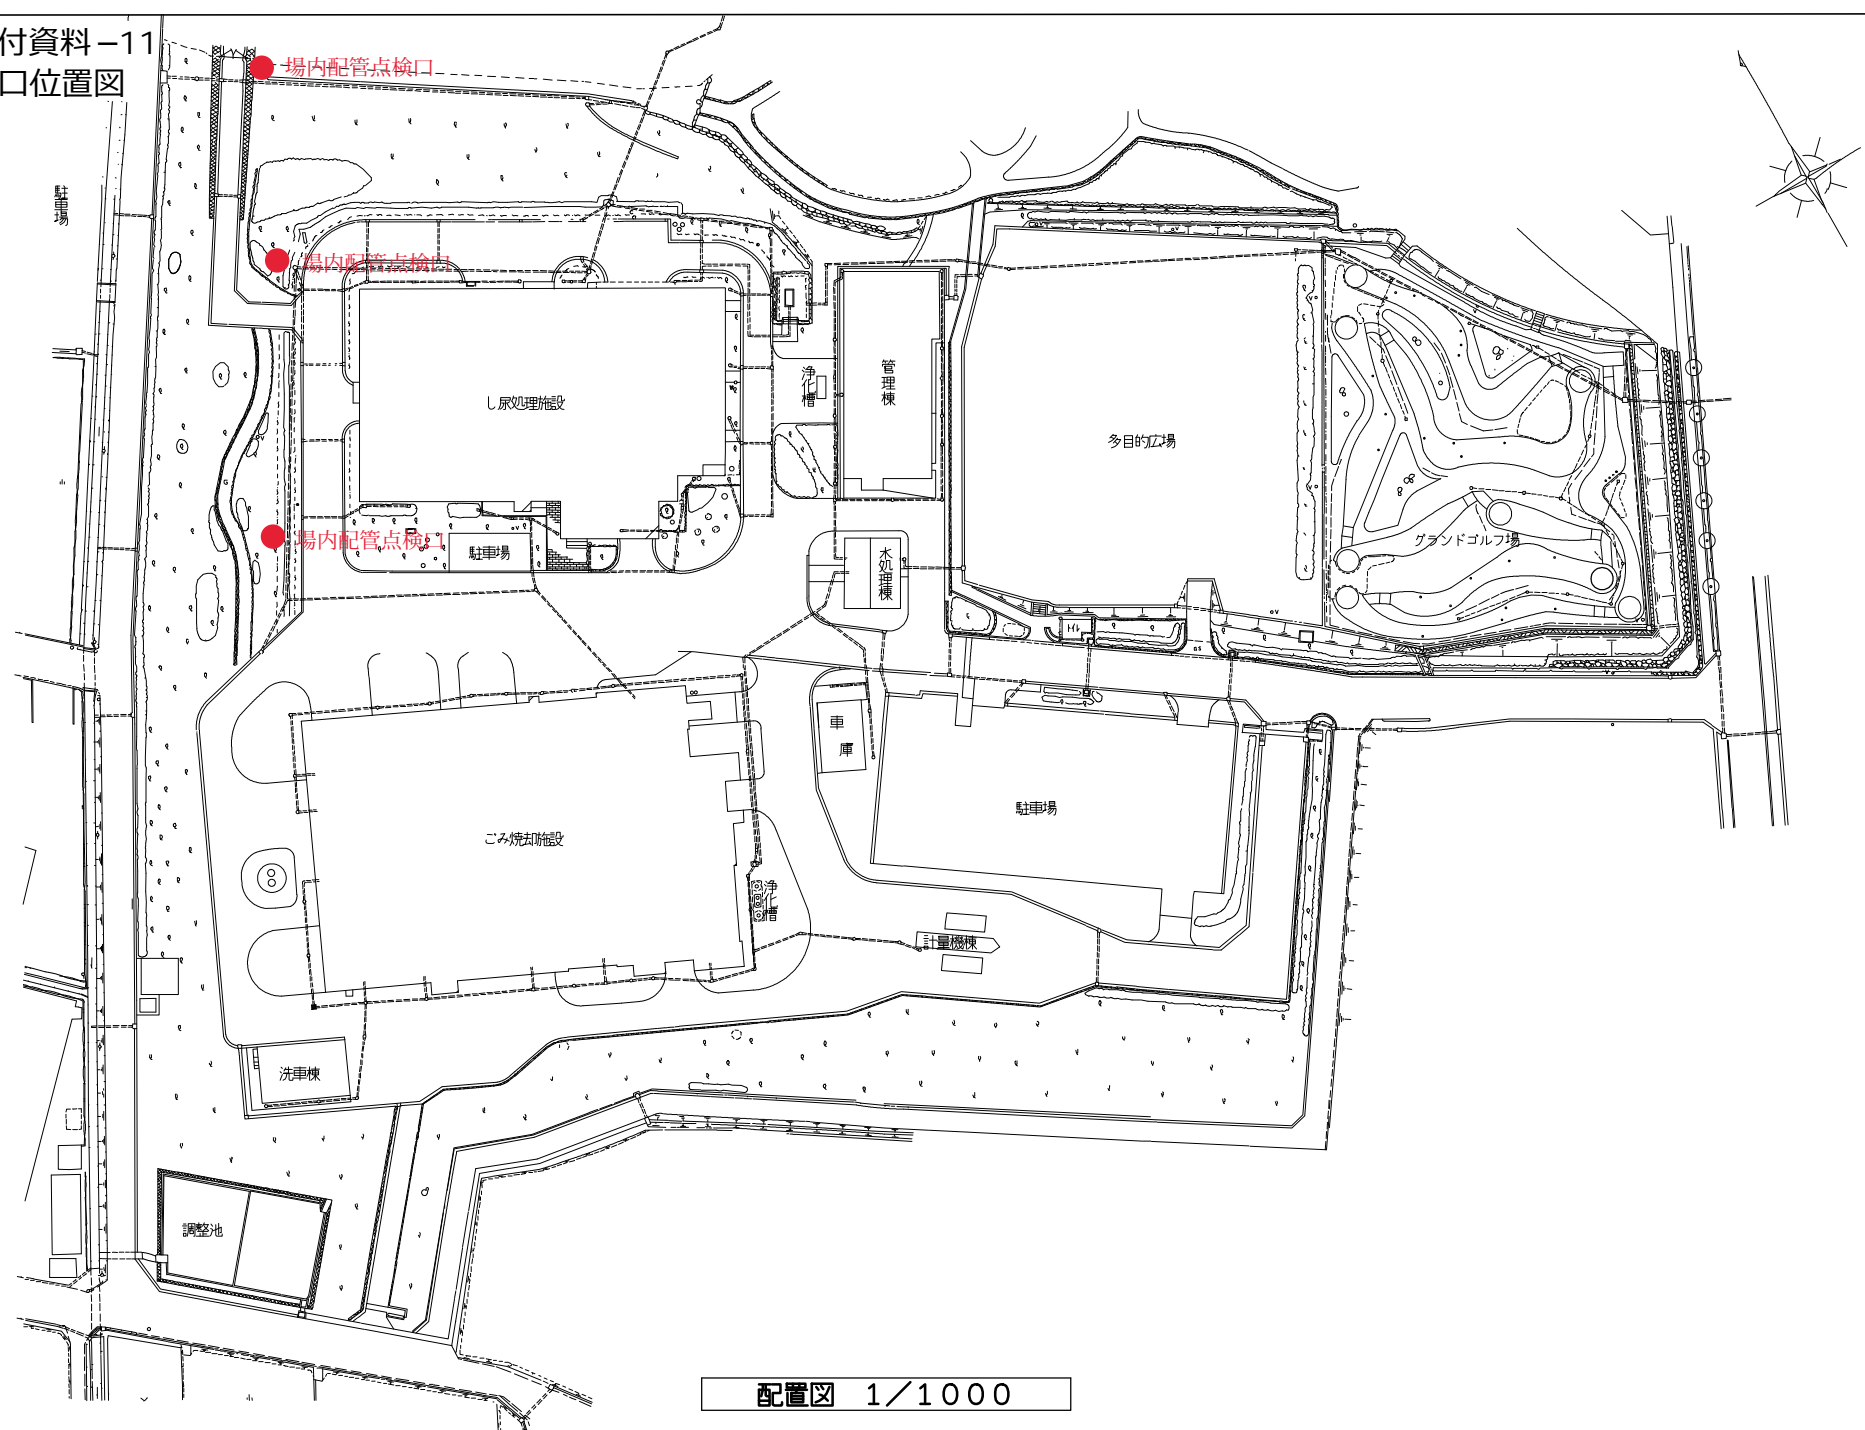 付資料－11
口位置図
場内配管点検口
駐車場
場内配管点検口
し尿処理施設
浄化槽
管理棟
多目的広場
場内配管点検口
駐車場
水処理棟
グランドゴルフ場
車庫
駐車場
ごみ焼却施設
浄化槽
計量機棟
洗車棟
調整池
配置図 1／1000